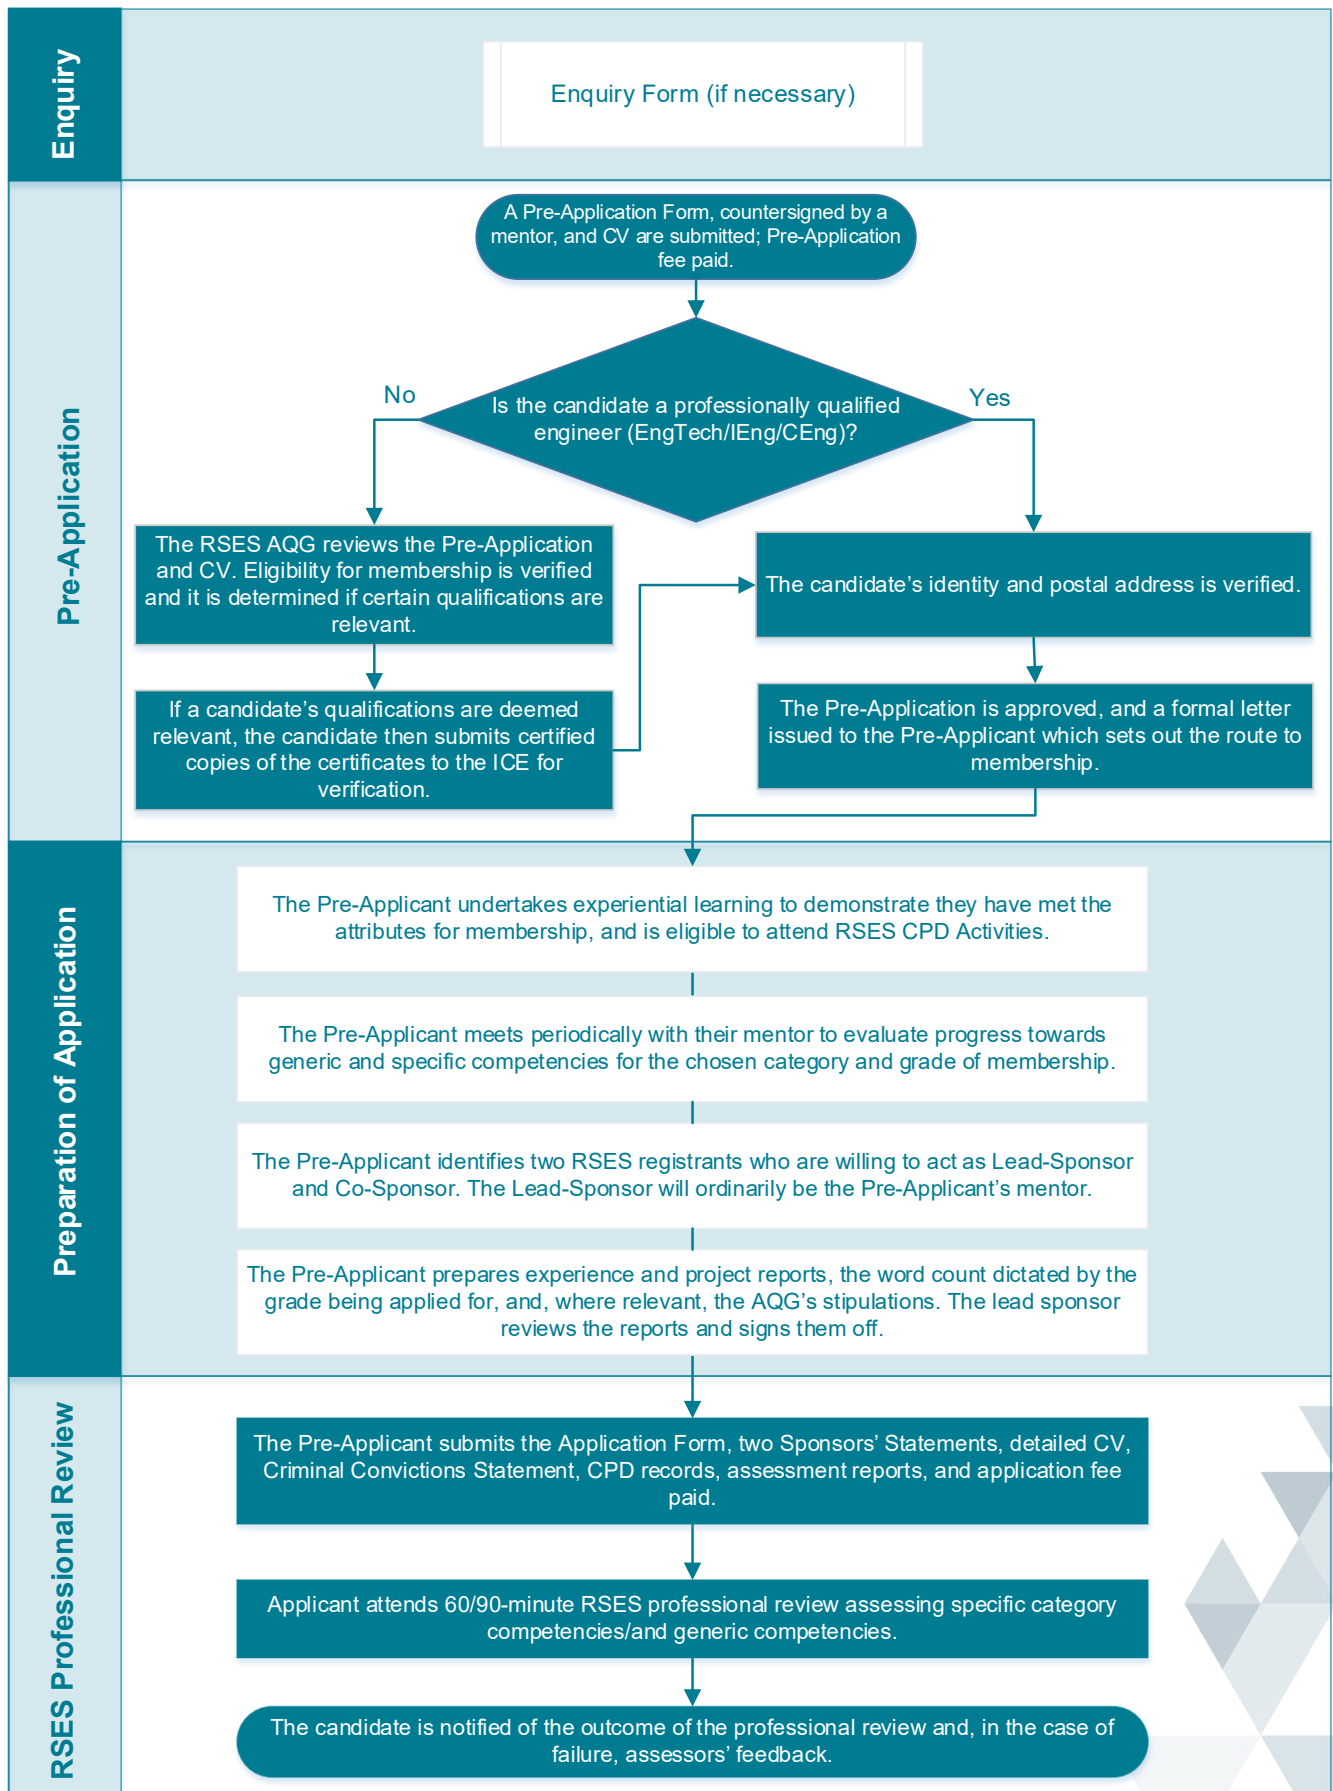 Enquiry
Enquiry Form (if necessary)
Pre-Application
A Pre-Application Form, countersigned by a
mentor, and CV are submitted; Pre-Application
fee paid.
Is the candidate a professionally qualified
engineer (EngTech/IEng/CEng)?
No
Yes
The RSES AQG reviews the Pre-Application
and CV. Eligibility for membership is verified
and it is determined if certain qualifications are
relevant.
If a candidate’s qualifications are deemed
relevant, the candidate then submits certified
copies of the certificates to the ICE for
verification.
The candidate’s identity and postal address is verified.
The Pre-Application is approved, and a formal letter
issued to the Pre-Applicant which sets out the route to
membership.
Preparation of Application
The Pre-Applicant undertakes experiential learning to demonstrate they have met the
attributes for membership, and is eligible to attend RSES CPD Activities.
The Pre-Applicant meets periodically with their mentor to evaluate progress towards
generic and specific competencies for the chosen category and grade of membership.
The Pre-Applicant identifies two RSES registrants who are willing to act as Lead-Sponsor
and Co-Sponsor. The Lead-Sponsor will ordinarily be the Pre-Applicant’s mentor.
The Pre-Applicant prepares experience and project reports, the word count dictated by the
grade being applied for, and, where relevant, the AQG’s stipulations. The lead sponsor
reviews the reports and signs them off.
RSES Professional Review
The Pre-Applicant submits the Application Form, two Sponsors’ Statements, detailed CV,
Criminal Convictions Statement, CPD records, assessment reports, and application fee
paid.
Applicant attends 60/90-minute RSES professional review assessing specific category
competencies/and generic competencies.
The candidate is notified of the outcome of the professional review and, in the case of
failure, assessors’ feedback.